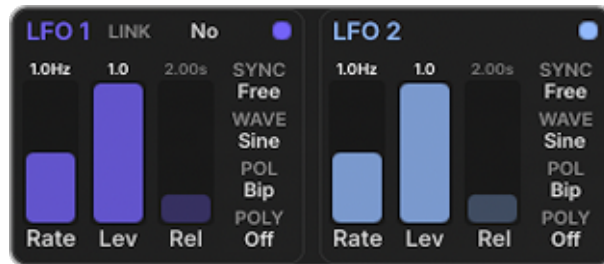 LFO 1 LINK No
1.0Hz 1.0 2.00s SYNC
Free
WAVE
Sine
POL
Bip
POLY
Rate Lev Rel Off
LFO 2
1.0Hz 1.0 2.00s SYNC
Free
WAVE
Sine
POL
Bip
POLY
Rate Lev Rel Off